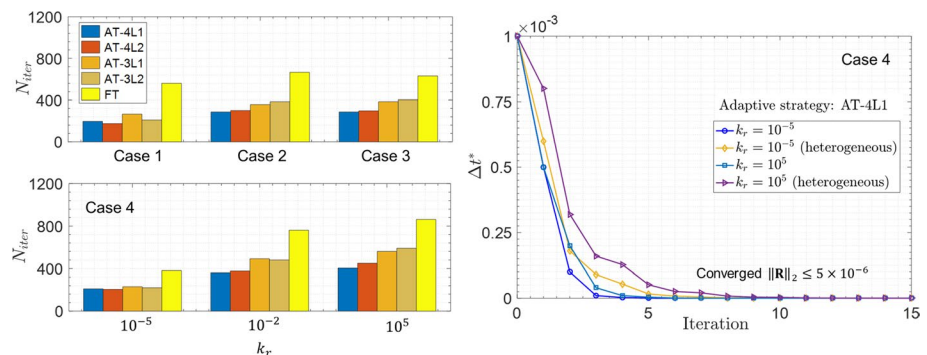 1200
800
400
0
N_iter
AT-4L1
AT-4L2
AT-3L1
AT-3L2
FT
Case 1
Case 2
Case 3
1200
800
400
0
N_iter
Case 4
10^-5
10^-2
10^5
k_r
×10^-3
1
0.75
0.5
0.25
0
Δt*
Case 4
Adaptive strategy: AT-4L1
k_r = 10^-5
k_r = 10^-5 (heterogeneous)
k_r = 10^5
k_r = 10^5 (heterogeneous)
Converged ‖R‖_2 ≤ 5 × 10^-6
0 5 10 15
Iteration